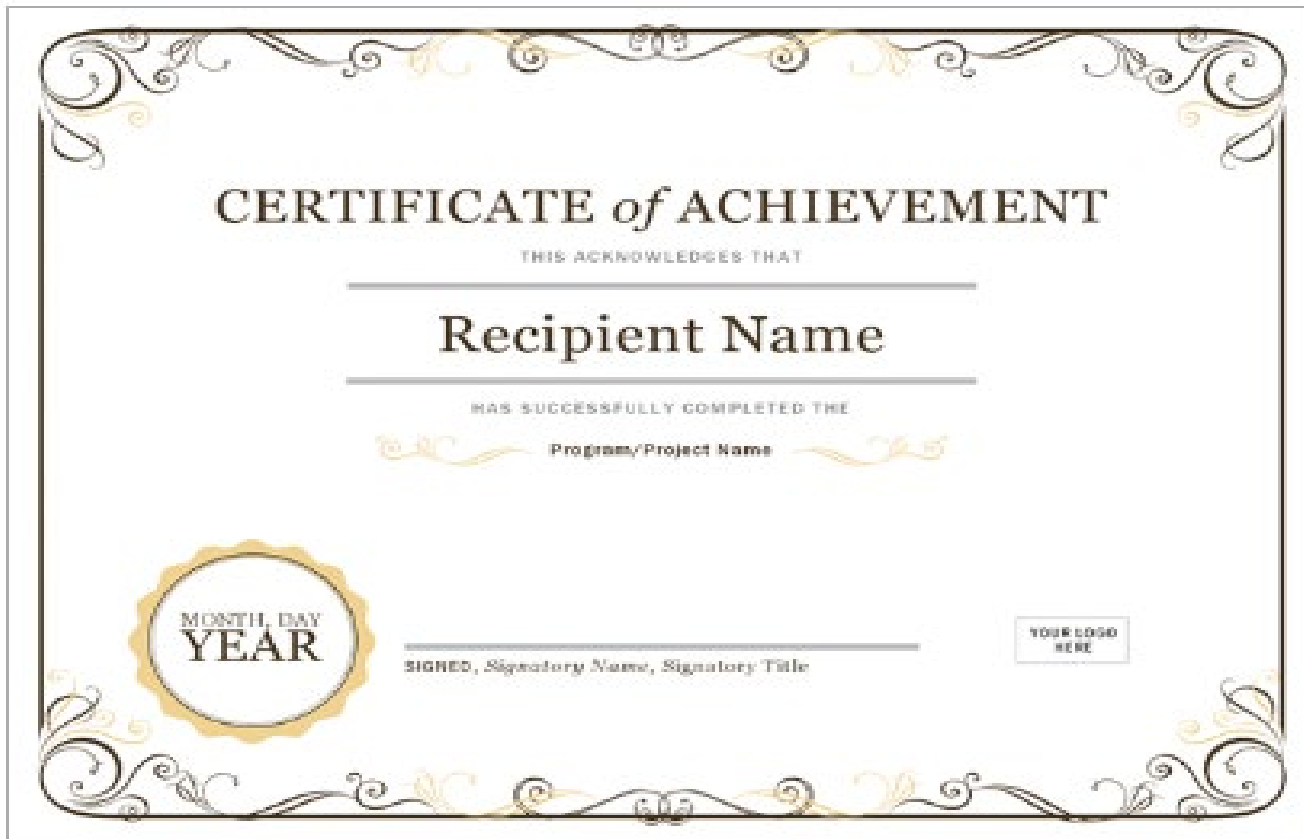 CERTIFICATE of ACHIEVEMENT
THIS ACKNOWLEDGES THAT
Recipient Name
HAS SUCCESSFULLY COMPLETED THE
Program/Project Name
MONTH, DAY
YEAR
SIGNED, Signatory Name, Signatory Title
YOUR LOGO
HERE